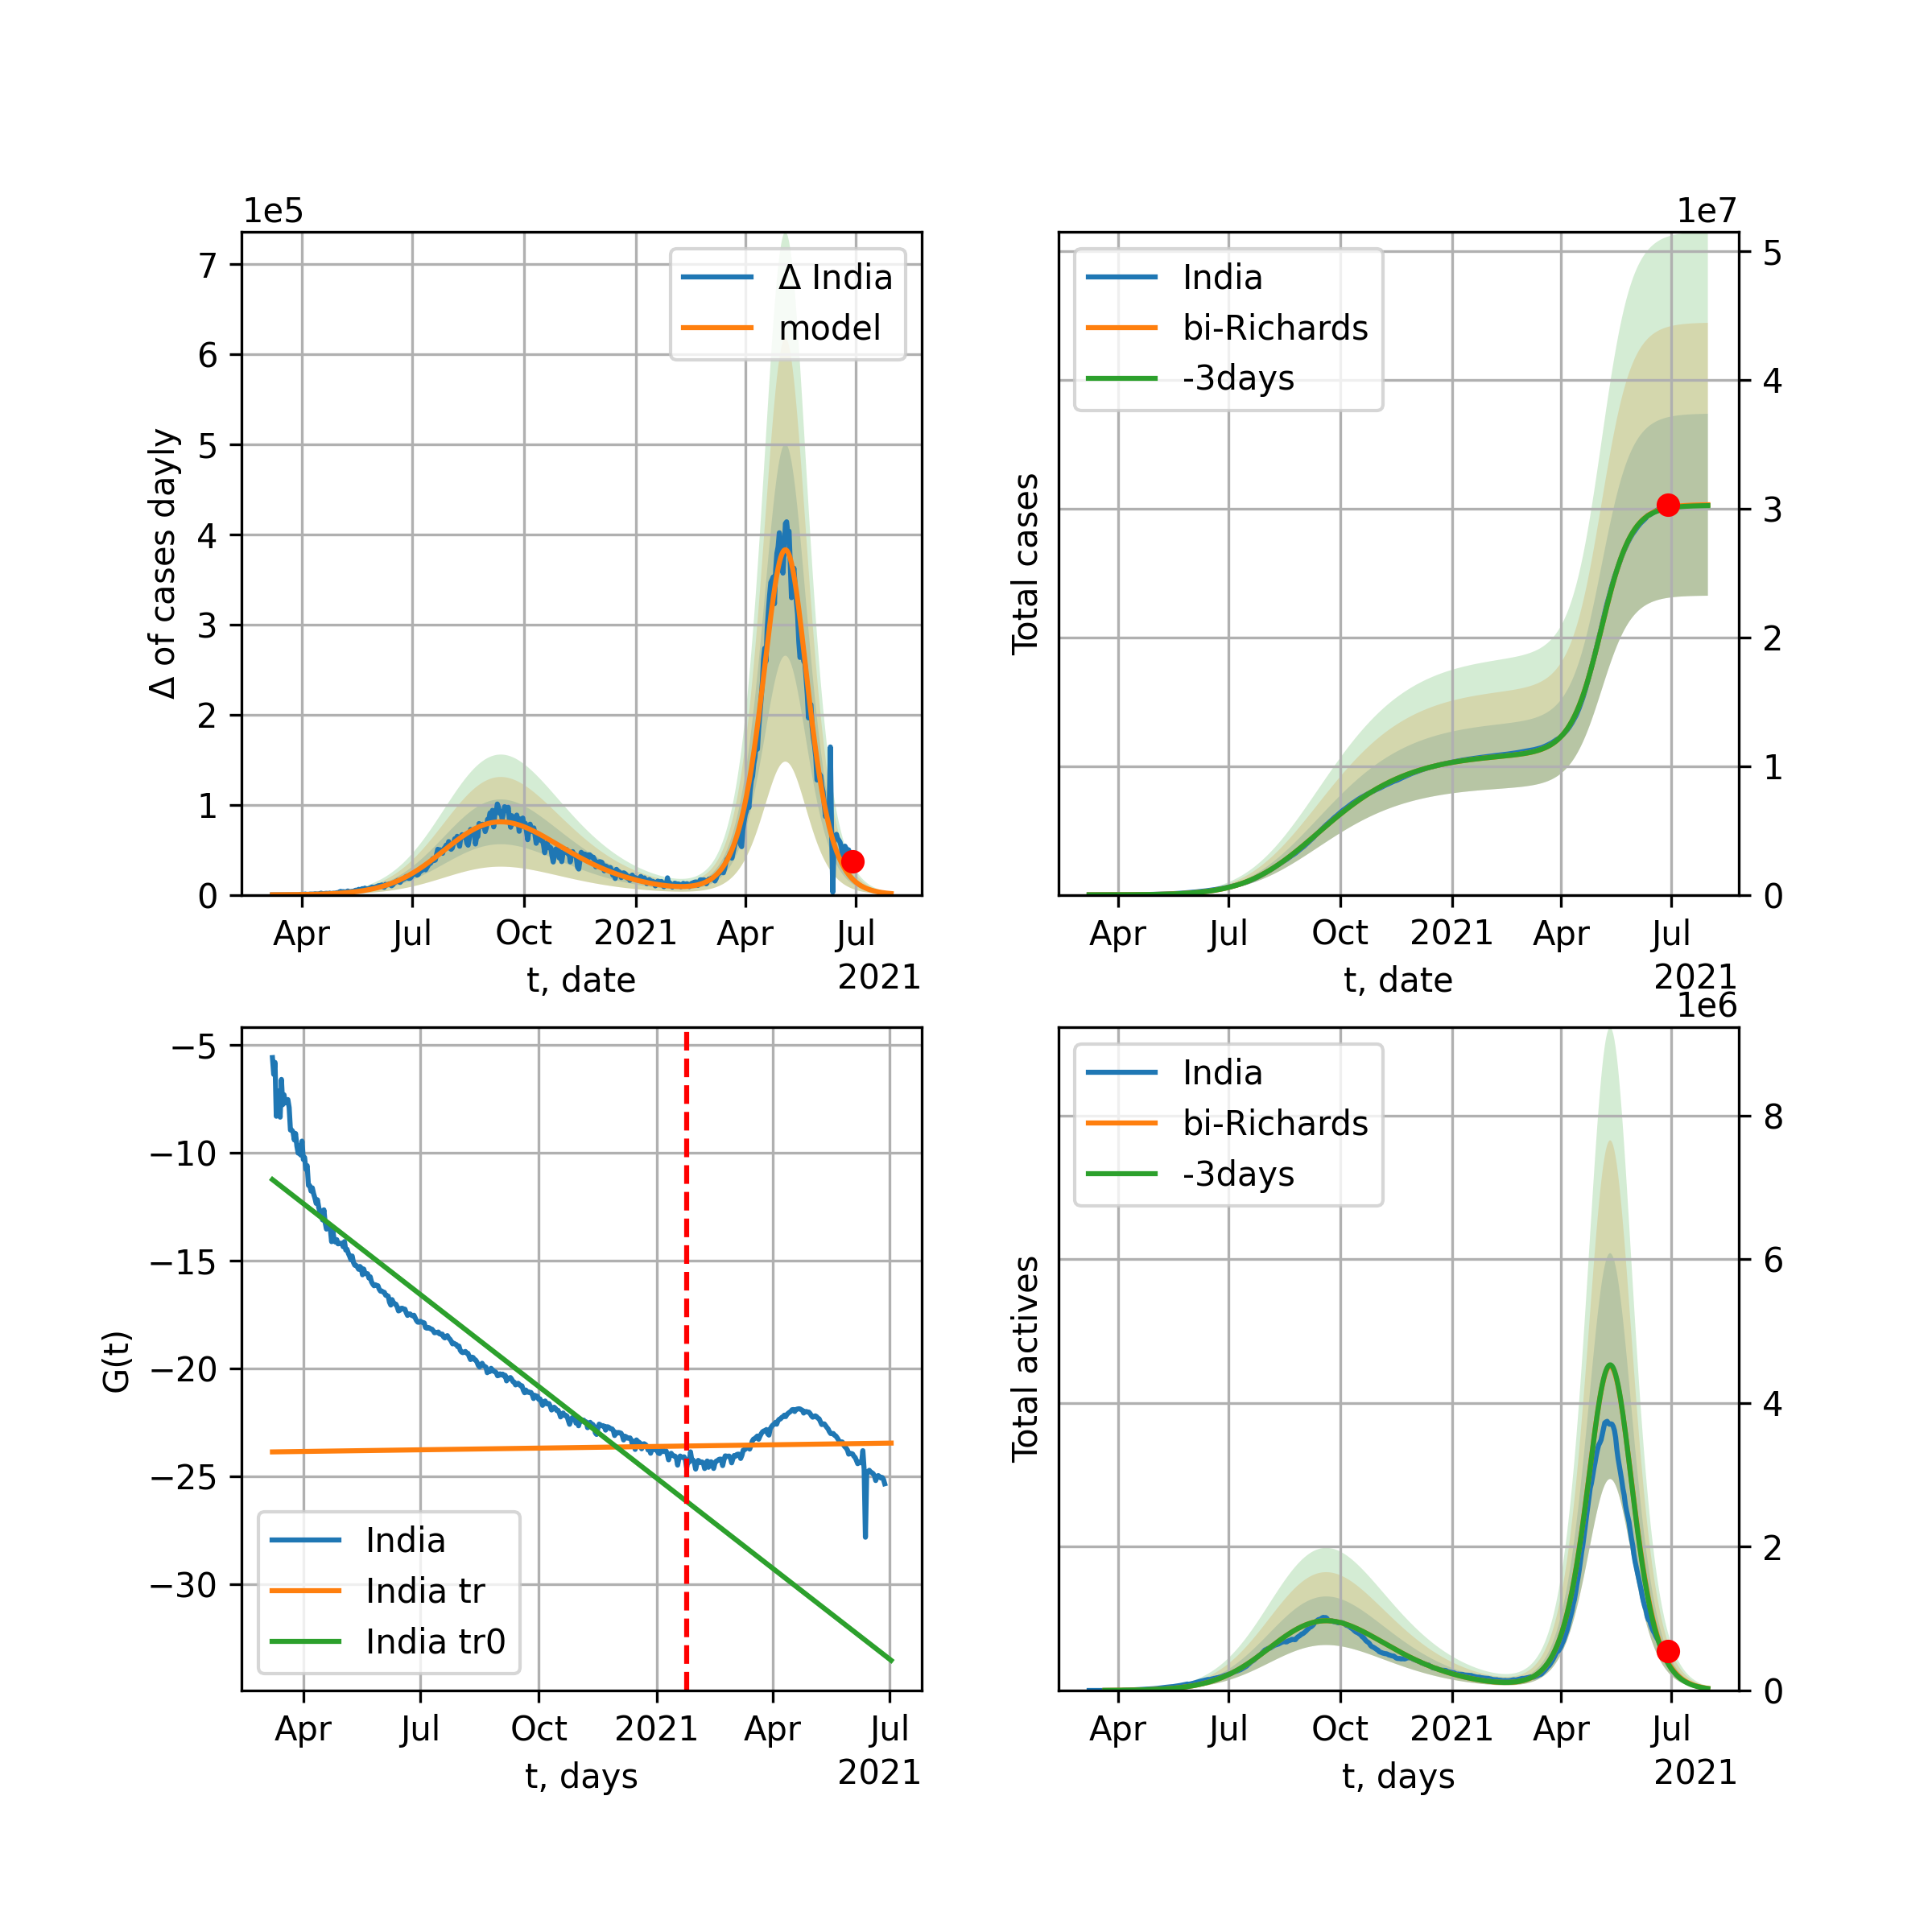 1e5
7
6
5
4
3
2
1
0
Δ of cases dayly
Δ India
model
Apr Jul Oct 2021 Apr Jul
t, date
2021
1e7
5
4
3
2
1
0
Total cases
India
bi-Richards
-3days
Apr Jul Oct 2021 Apr Jul
t, date
2021
−5
−10
−15
−20
−25
−30
G(t)
India
India tr
India tr0
Apr Jul Oct 2021 Apr Jul
t, days
2021
1e6
8
6
4
2
0
Total actives
India
bi-Richards
-3days
Apr Jul Oct 2021 Apr Jul
t, days
2021